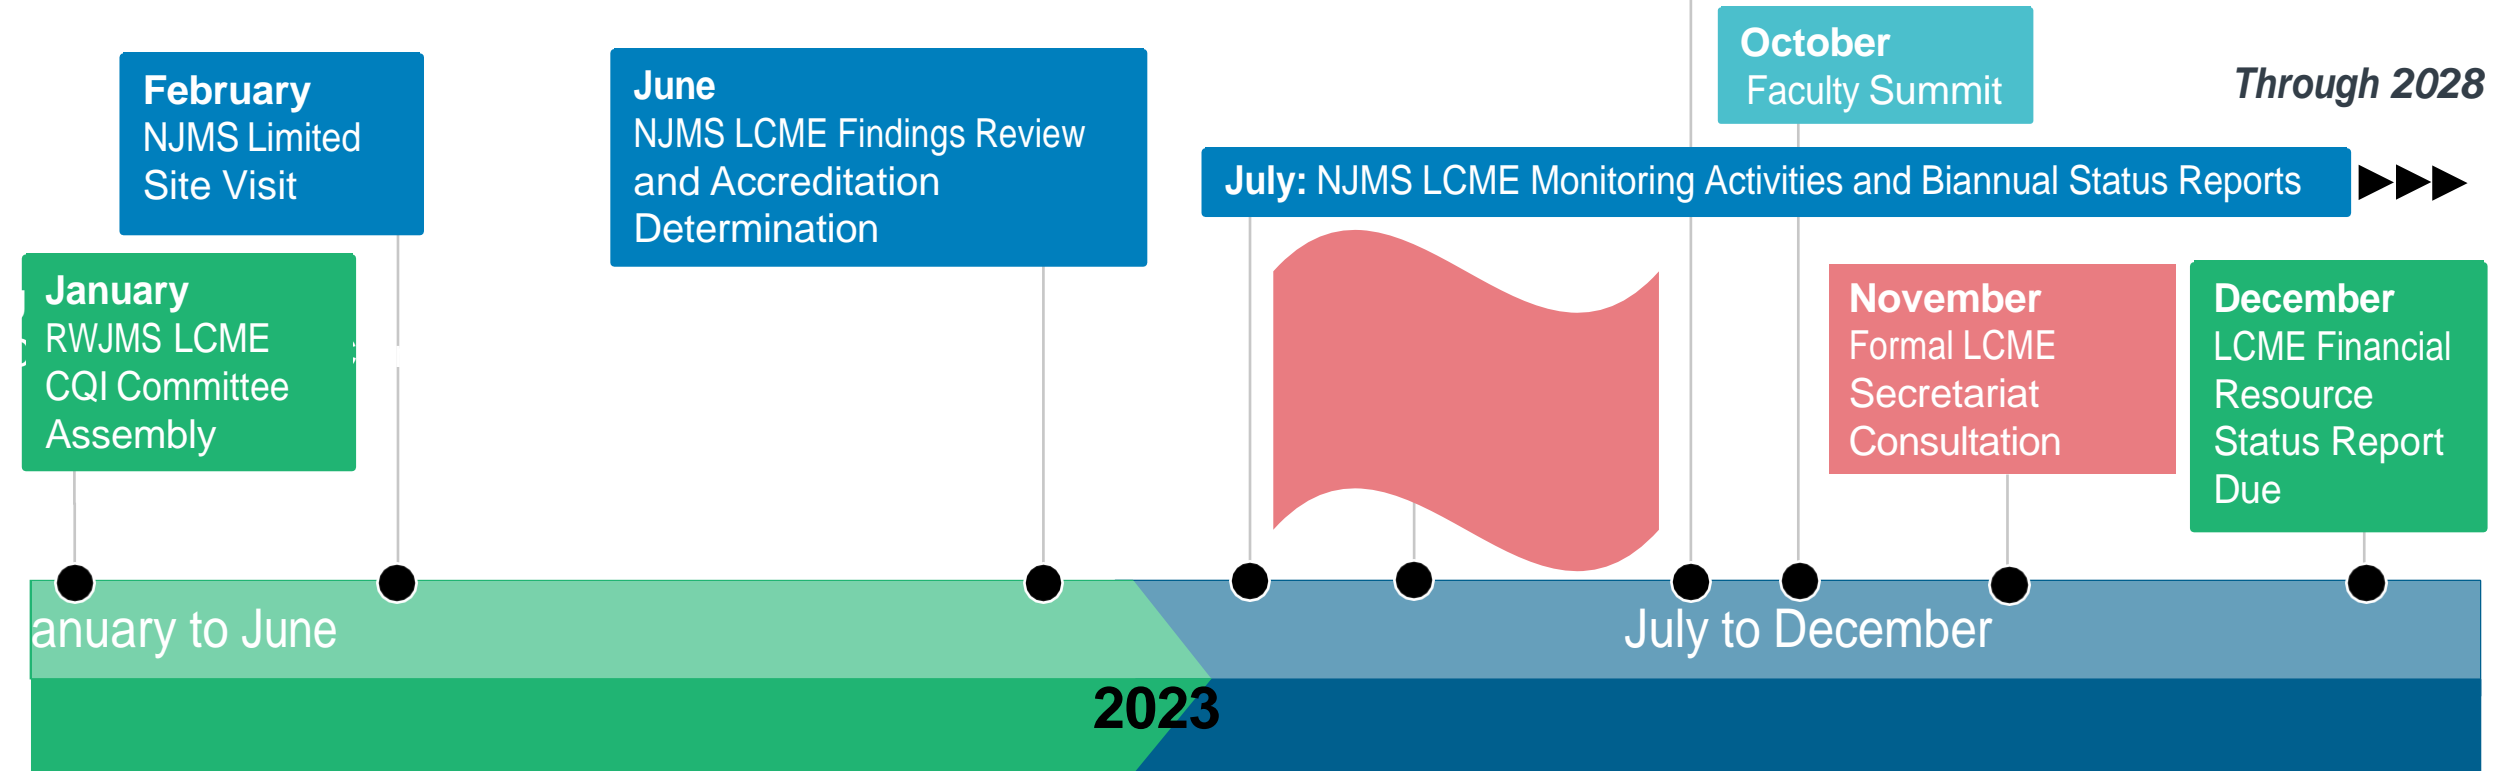 February
NJMS Limited
Site Visit
January
RWJMS LCME
CQI Committee
Assembly
June
NJMS LCME Findings Review
and Accreditation
Determination
October
Faculty Summit
Through 2028
July: NJMS LCME Monitoring Activities and Biannual Status Reports
November
Formal LCME
Secretariat
Consultation
December
LCME Financial
Resource
Status Report
Due
anuary to June
July to December
2023